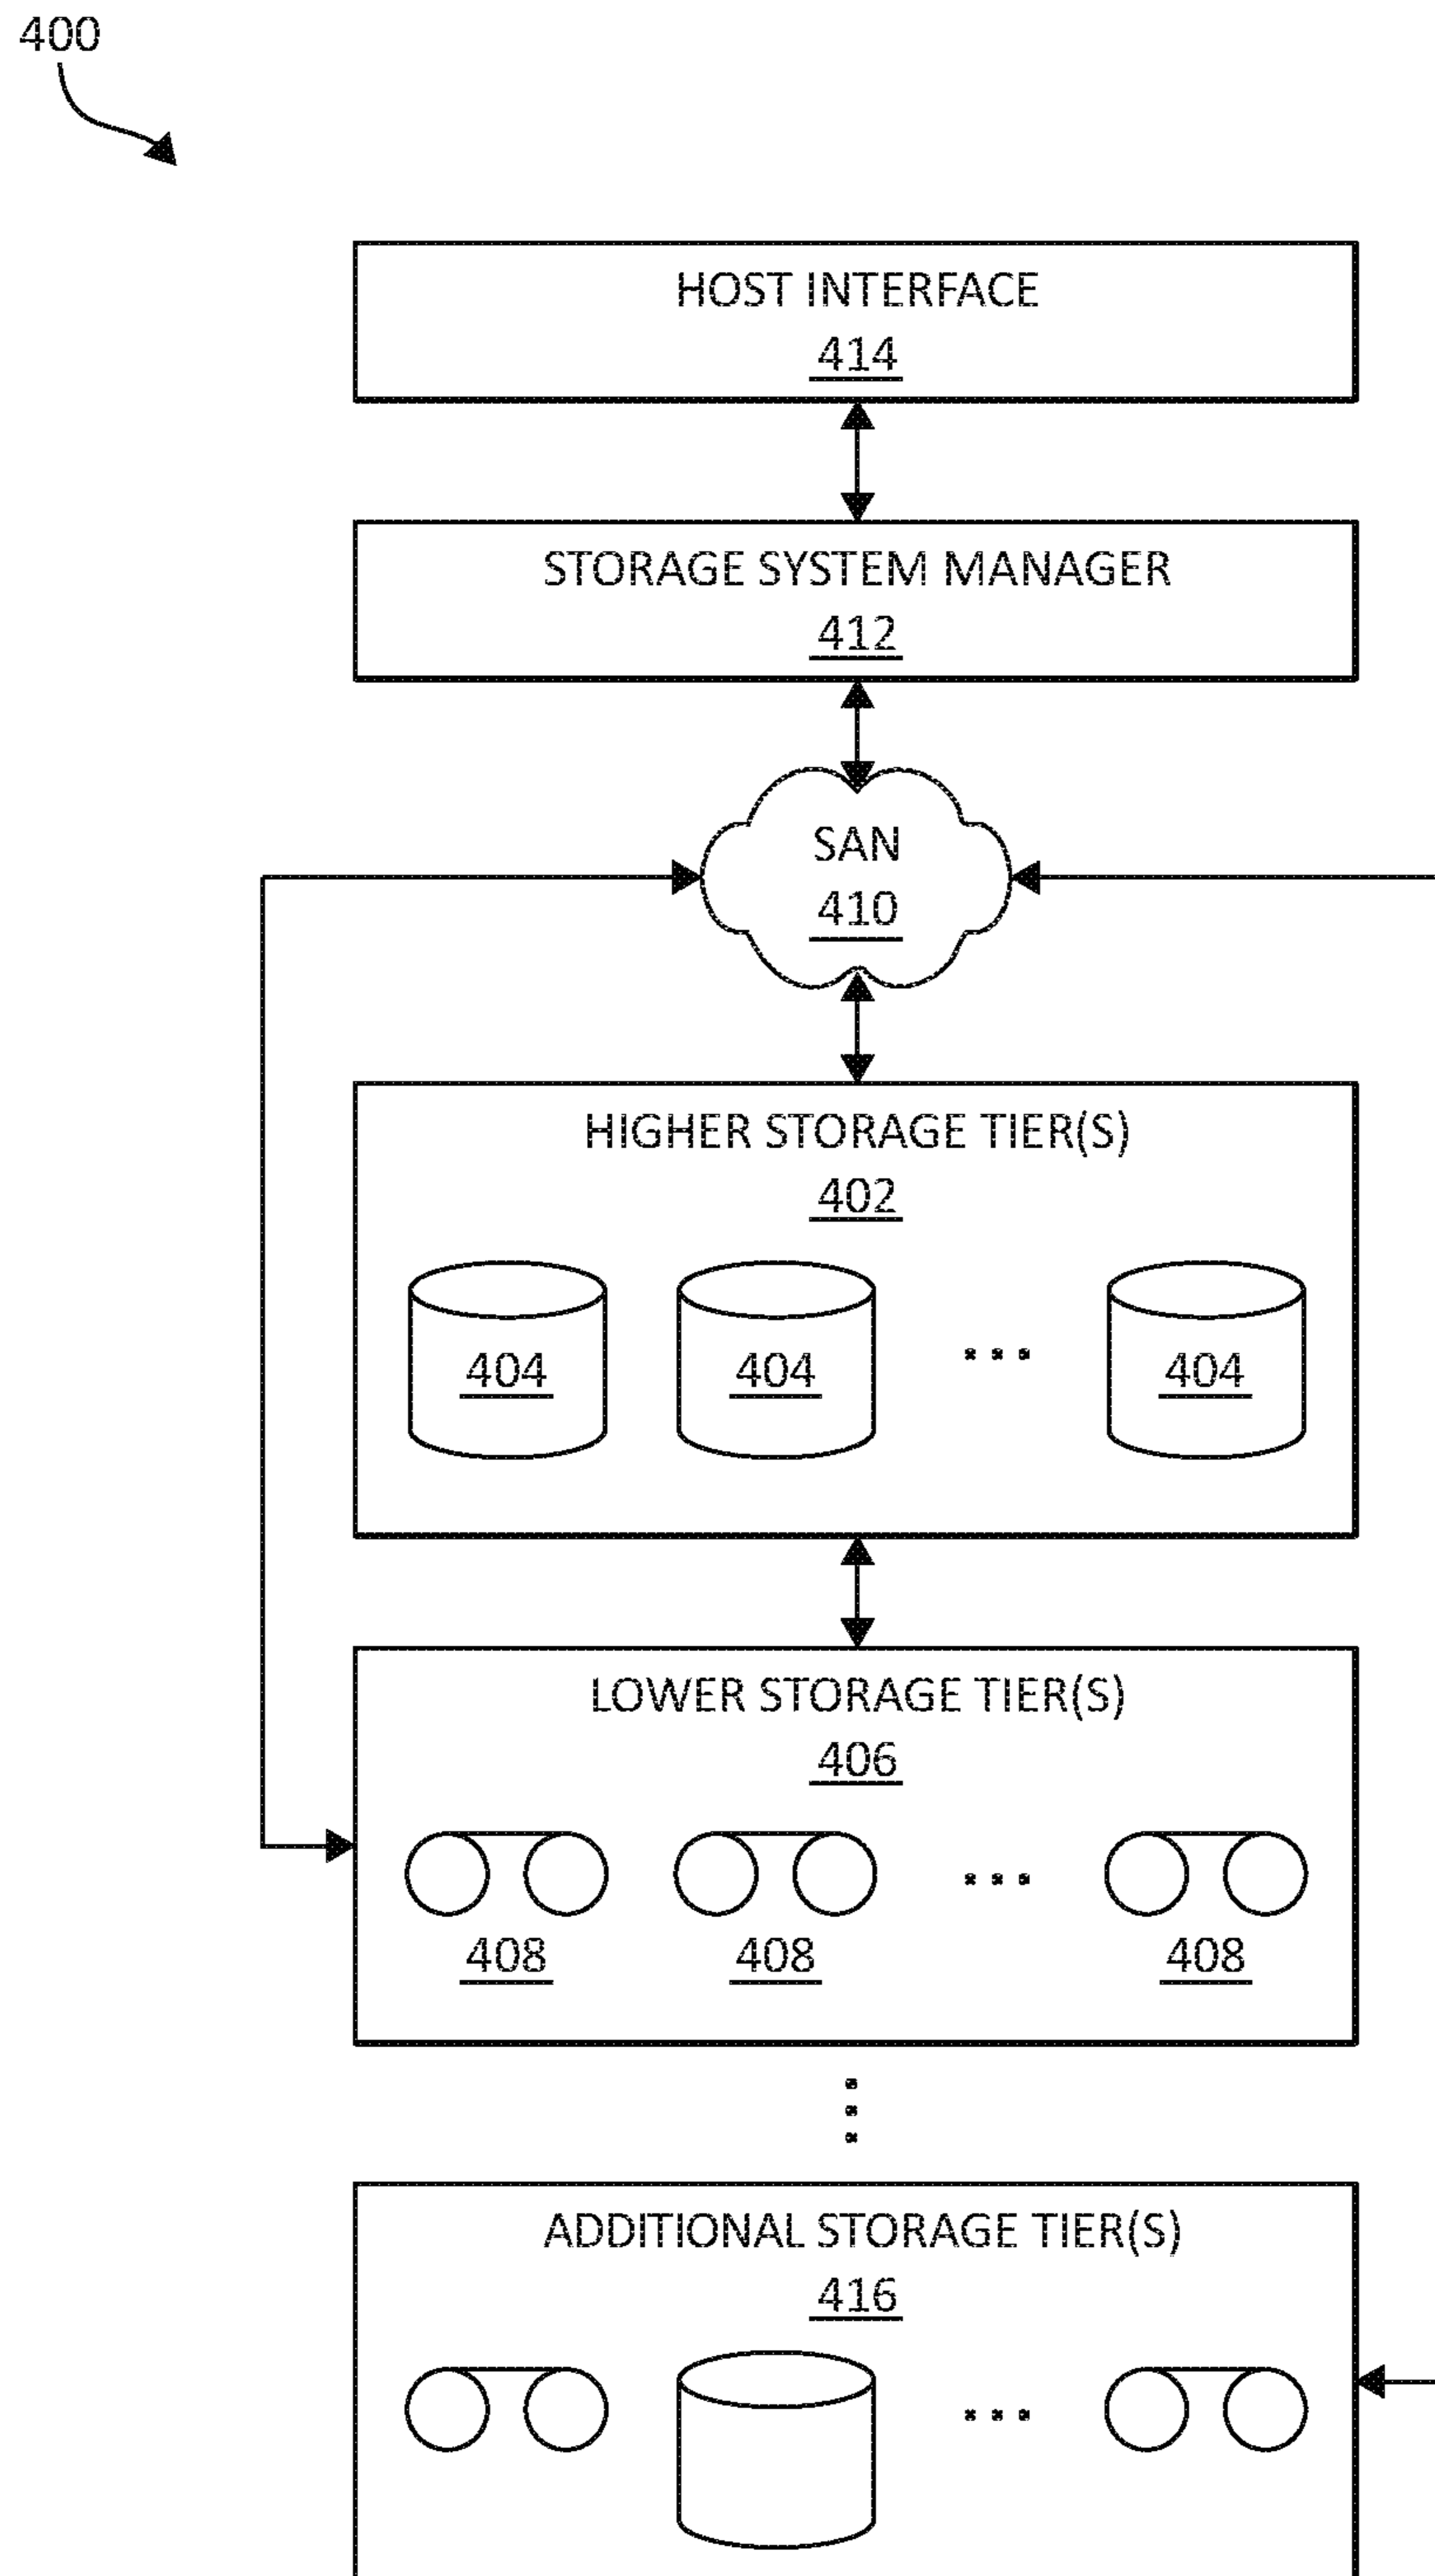 400
HOST INTERFACE
414
STORAGE SYSTEM MANAGER
412
SAN
410
HIGHER STORAGE TIER(S)
402
404 404 ... 404
LOWER STORAGE TIER(S)
406
...
408 408 408
...
ADDITIONAL STORAGE TIER(S)
416
...